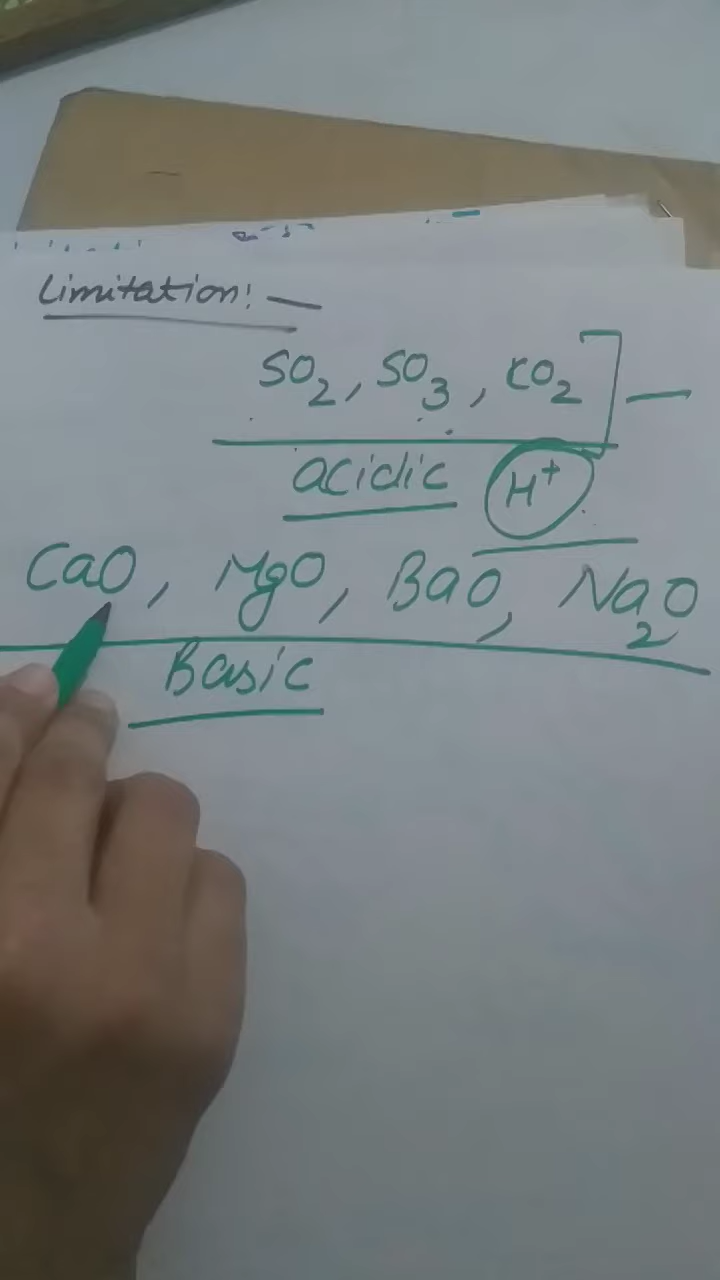 Limitation: —
SO₂, SO₃, CO₂ ] —
acidic H⁺
CaO, MgO, BaO, Na₂O
Basic